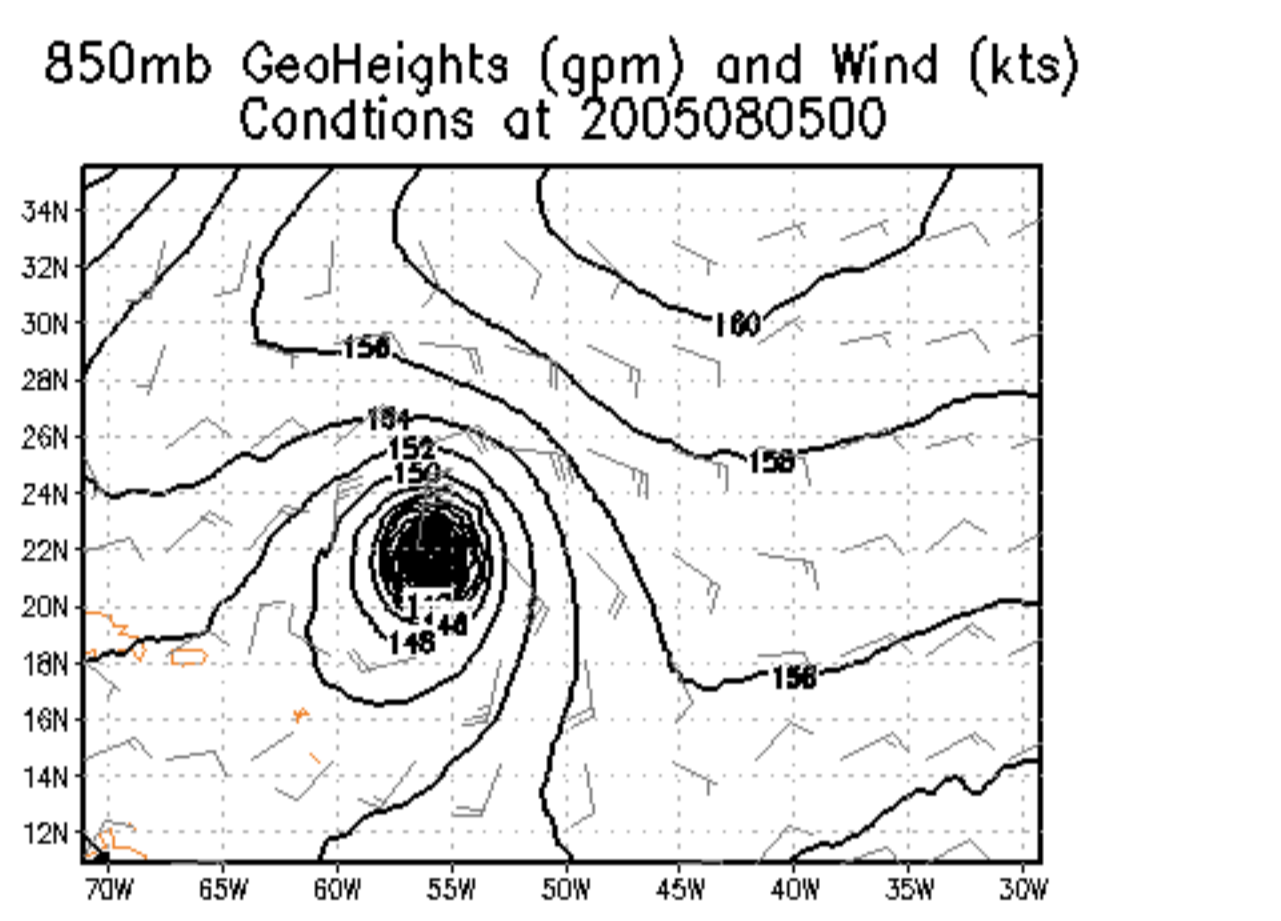 850mb GeoHeights (gpm) and Wind (kts)
Condtions at 2005080500
34N
32N
30N
160
156
28N
154
26N
152
158
150
24N
22N
20N
146
148
18N
156
16N
14N
12N
70W 65W 60W 55W 50W 45W 40W 35W 30W